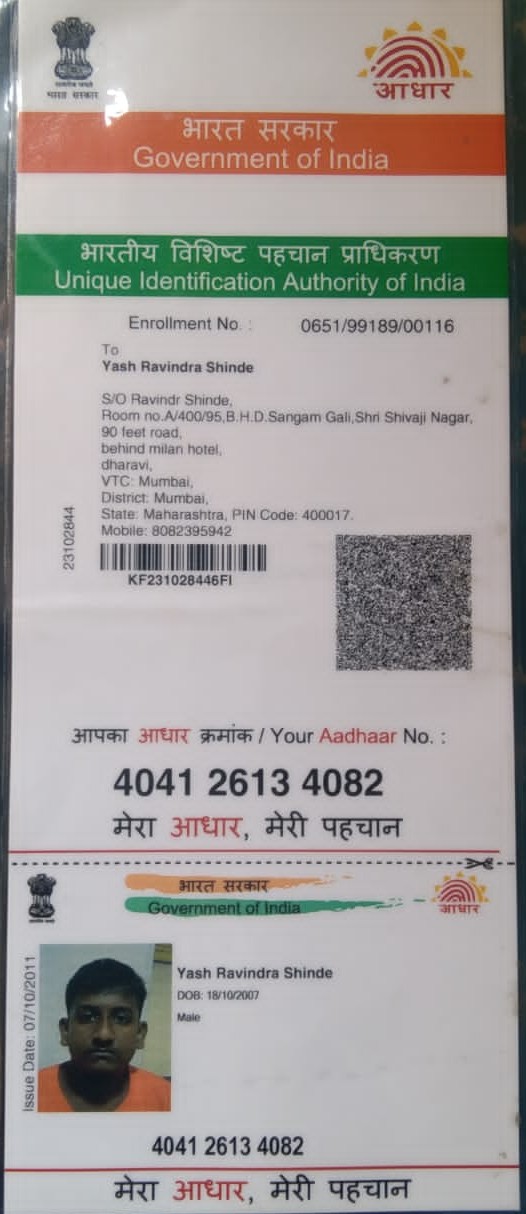 सत्यमेव जयते
भारत सरकार
आधार
भारत सरकार
Government of India
भारतीय विशिष्ट पहचान प्राधिकरण
Unique Identification Authority of India
Enrollment No. : 0651/99189/00116
To
Yash Ravindra Shinde
S/O Ravindr Shinde,
Room no.A/400/95,B.H.D.Sangam Gali,Shri Shivaji Nagar,
90 feet road,
behind milan hotel,
dharavi,
VTC: Mumbai,
District: Mumbai,
State: Maharashtra, PIN Code: 400017.
Mobile: 8082395942
23102844
KF231028446FI
आपका आधार क्रमांक / Your Aadhaar No. :
4041 2613 4082
मेरा आधार, मेरी पहचान
भारत सरकार
Government of India
आधार
Issue Date: 07/10/2011
Yash Ravindra Shinde
DOB: 18/10/2007
Male
4041 2613 4082
मेरा आधार, मेरी पहचान